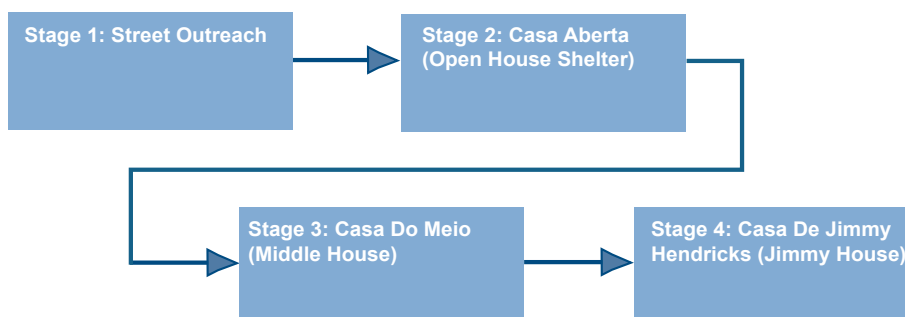 Stage 1: Street Outreach
Stage 2: Casa Aberta
(Open House Shelter)
Stage 3: Casa Do Meio
(Middle House)
Stage 4: Casa De Jimmy
Hendricks (Jimmy House)